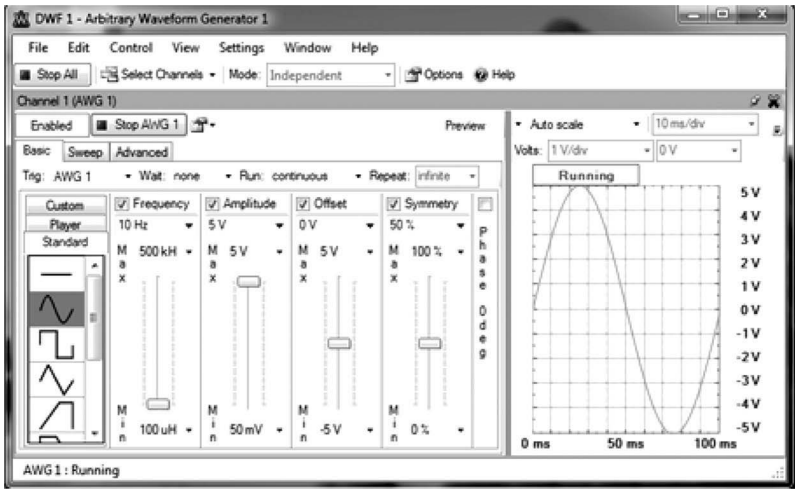 DWF 1 - Arbitrary Waveform Generator 1
File Edit Control View Settings Window Help
Stop All Select Channels Mode: Independent Options Help
Channel 1 (AWG 1)
Enabled Stop AWG 1 Preview
Auto scale 10 ms/div
Basic Sweep Advanced
Volts: 1 V/div 0 V
Trig: AWG 1 Wait: none Run: continuous Repeat: infinite
Running
Custom
Player
Standard
Frequency
10 Hz
Max 500 kH
Min 100 uH
Amplitude
5 V
Max 5 V
Min 50 mV
Offset
0 V
Max 5 V
Min -5 V
Symmetry
50 %
Max 100 %
Min 0 %
Phase 0 deg
5 V
4 V
3 V
2 V
1 V
0 V
-1 V
-2 V
-3 V
-4 V
-5 V
0 ms 50 ms 100 ms
AWG 1 : Running